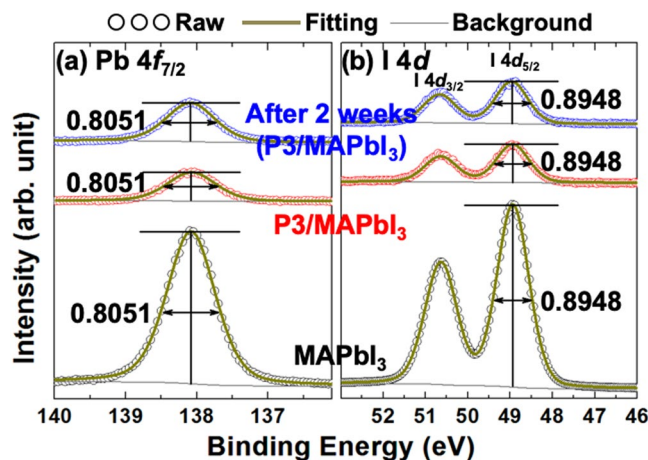 Raw Fitting Background
(a) Pb 4f7/2
(b) I 4d
I 4d3/2
I 4d5/2
0.8051
After 2 weeks
(P3/MAPbI3)
0.8948
0.8051
0.8948
P3/MAPbI3
0.8051
0.8948
MAPbI3
Intensity (arb. unit)
140 139 138 137 52 51 50 49 48 47 46
Binding Energy (eV)